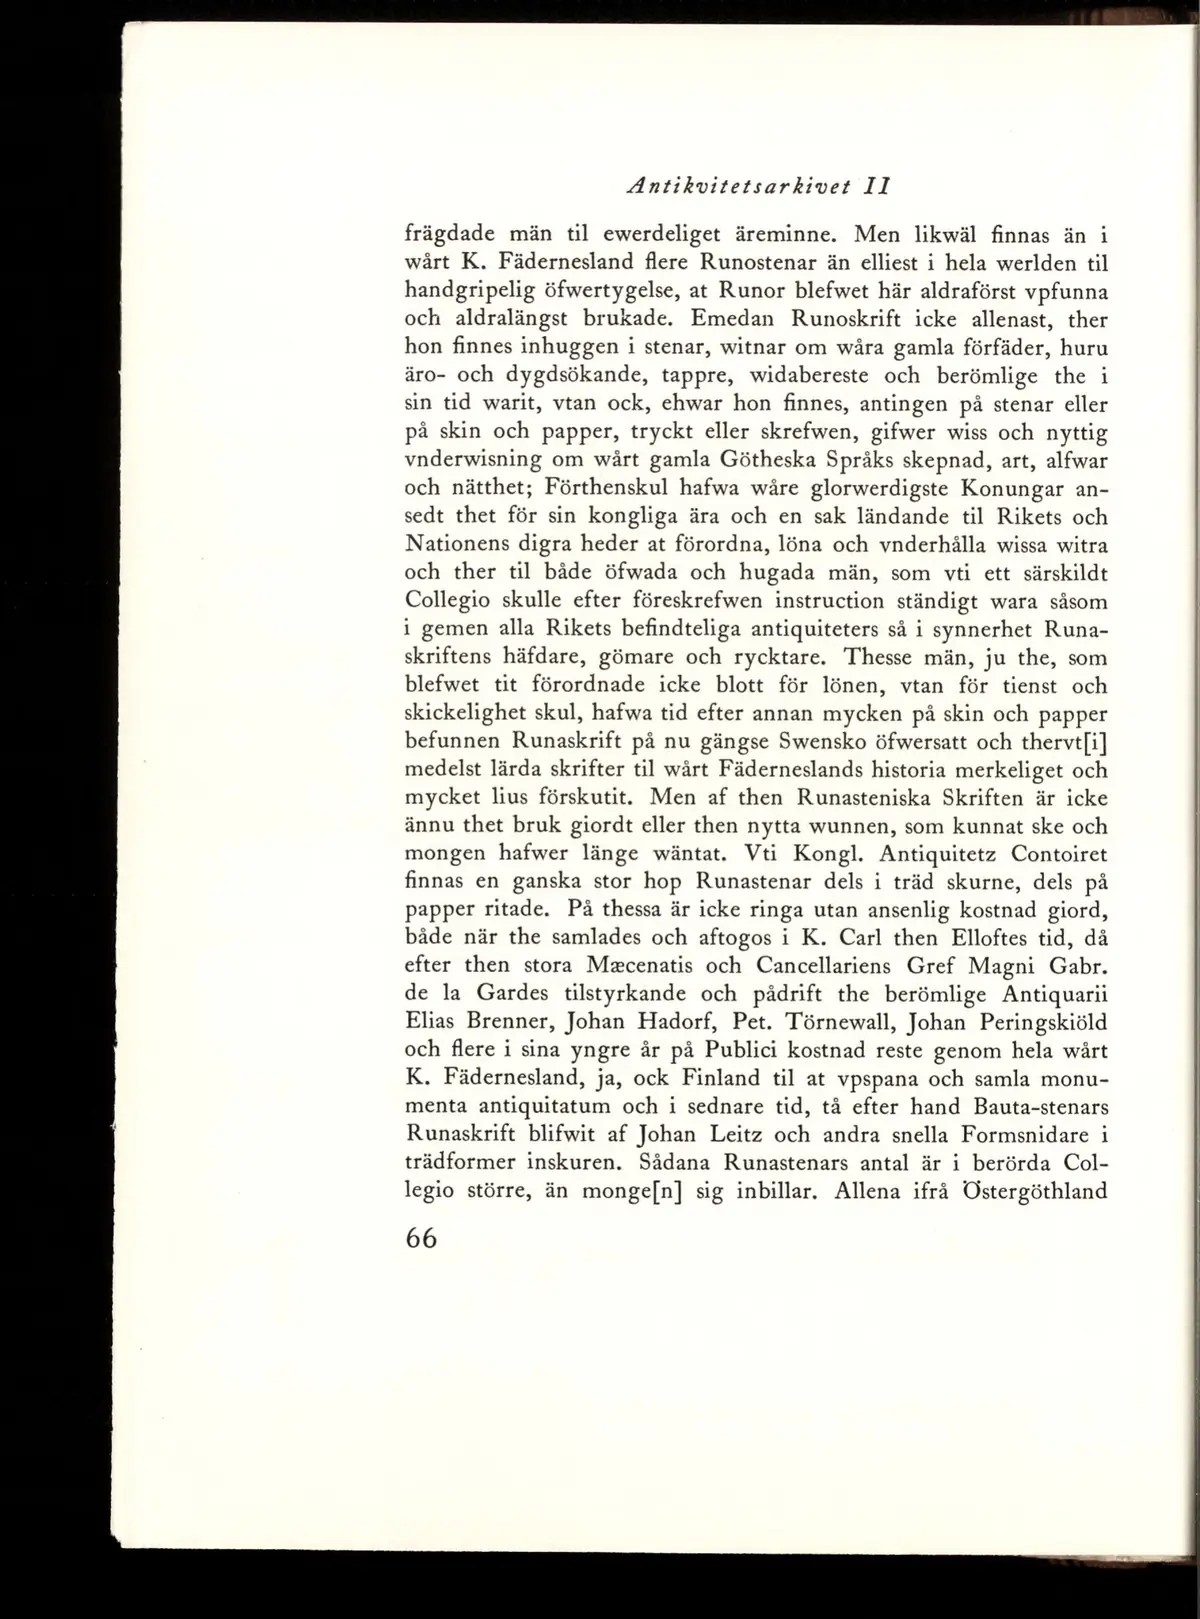 Antikvitetsarkivet II
frägdade män til ewerdeliget äreminne. Men likwäl finnas än i
wårt K. Fädernesland flere Runostenar än elliest i hela werlden til
handgripelig öfwertygelse, at Runor blefwet här aldraförst vpfunna
och aldralängst brukade. Emedan Runoskrift icke allenast, ther
hon finnes inhuggen i stenar, witnar om wåra gamla förfäder, huru
äro- och dygdsökande, tappre, widabereste och berömlige the i
sin tid warit, vtan ock, ehwar hon finnes, antingen på stenar eller
på skin och papper, tryckt eller skrefwen, gifwer wiss och nyttig
vnderwisning om wårt gamla Götheska Språks skepnad, art, alfwar
och nätthet; Förthenskul hafwa wåre glorwerdigste Konungar an-
sedt thet för sin kongliga ära och en sak ländande til Rikets och
Nationens digra heder at förordna, löna och vnderhålla wissa witra
och ther til både öfwada och hugada män, som vti ett särskildt
Collegio skulle efter föreskrefwen instruction ständigt wara såsom
i gemen alla Rikets befindteliga antiquiteters så i synnerhet Runa-
skriftens häfdare, gömare och rycktare. Thesse män, ju the, som
blefwet tit förordnade icke blott för lönen, vtan för tienst och
skickelighet skul, hafwa tid efter annan mycken på skin och papper
befunnen Runaskrift på nu gängse Swensko öfwersatt och thervt[i]
medelst lärda skrifter til wårt Fäderneslands historia merkeliget och
mycket lius förskutit. Men af then Runasteniska Skriften är icke
ännu thet bruk giordt eller then nytta wunnen, som kunnat ske och
mongen hafwer länge wäntat. Vti Kongl. Antiquitetz Contoiret
finnas en ganska stor hop Runastenar dels i träd skurne, dels på
papper ritade. På thessa är icke ringa utan ansenlig kostnad giord,
både när the samlades och aftogos i K. Carl then Elloftes tid, då
efter then stora Mæcenatis och Cancellariens Gref Magni Gabr.
de la Gardes tilstyrkande och pådrift the berömlige Antiquarii
Elias Brenner, Johan Hadorf, Pet. Törnewall, Johan Peringskiöld
och flere i sina yngre år på Publici kostnad reste genom hela wårt
K. Fädernesland, ja, ock Finland til at vpspana och samla monu-
menta antiquitatum och i sednare tid, tå efter hand Bauta-stenars
Runaskrift blifwit af Johan Leitz och andra snella Formsnidare i
trädformer inskuren. Sådana Runastenars antal är i berörda Col-
legio större, än monge[n] sig inbillar. Allena ifrå Östergöthland
66